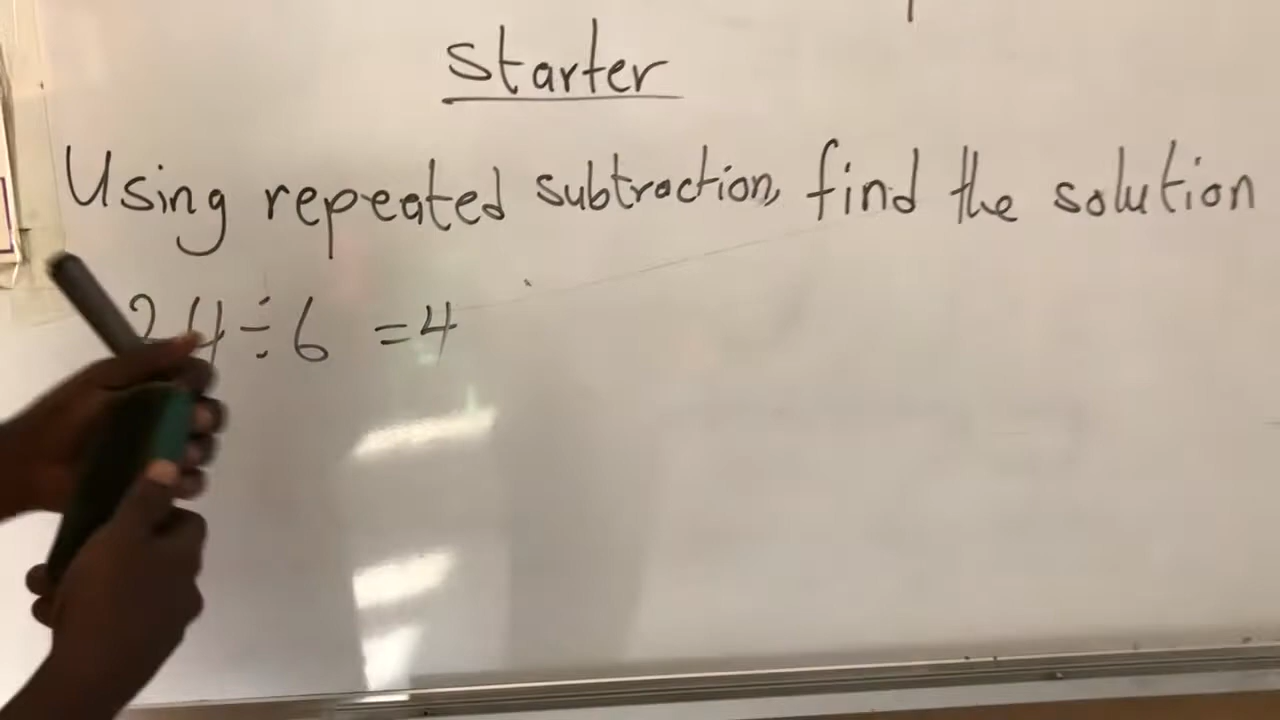 Starter
Using repeated subtraction, find the solution
24÷6 =4